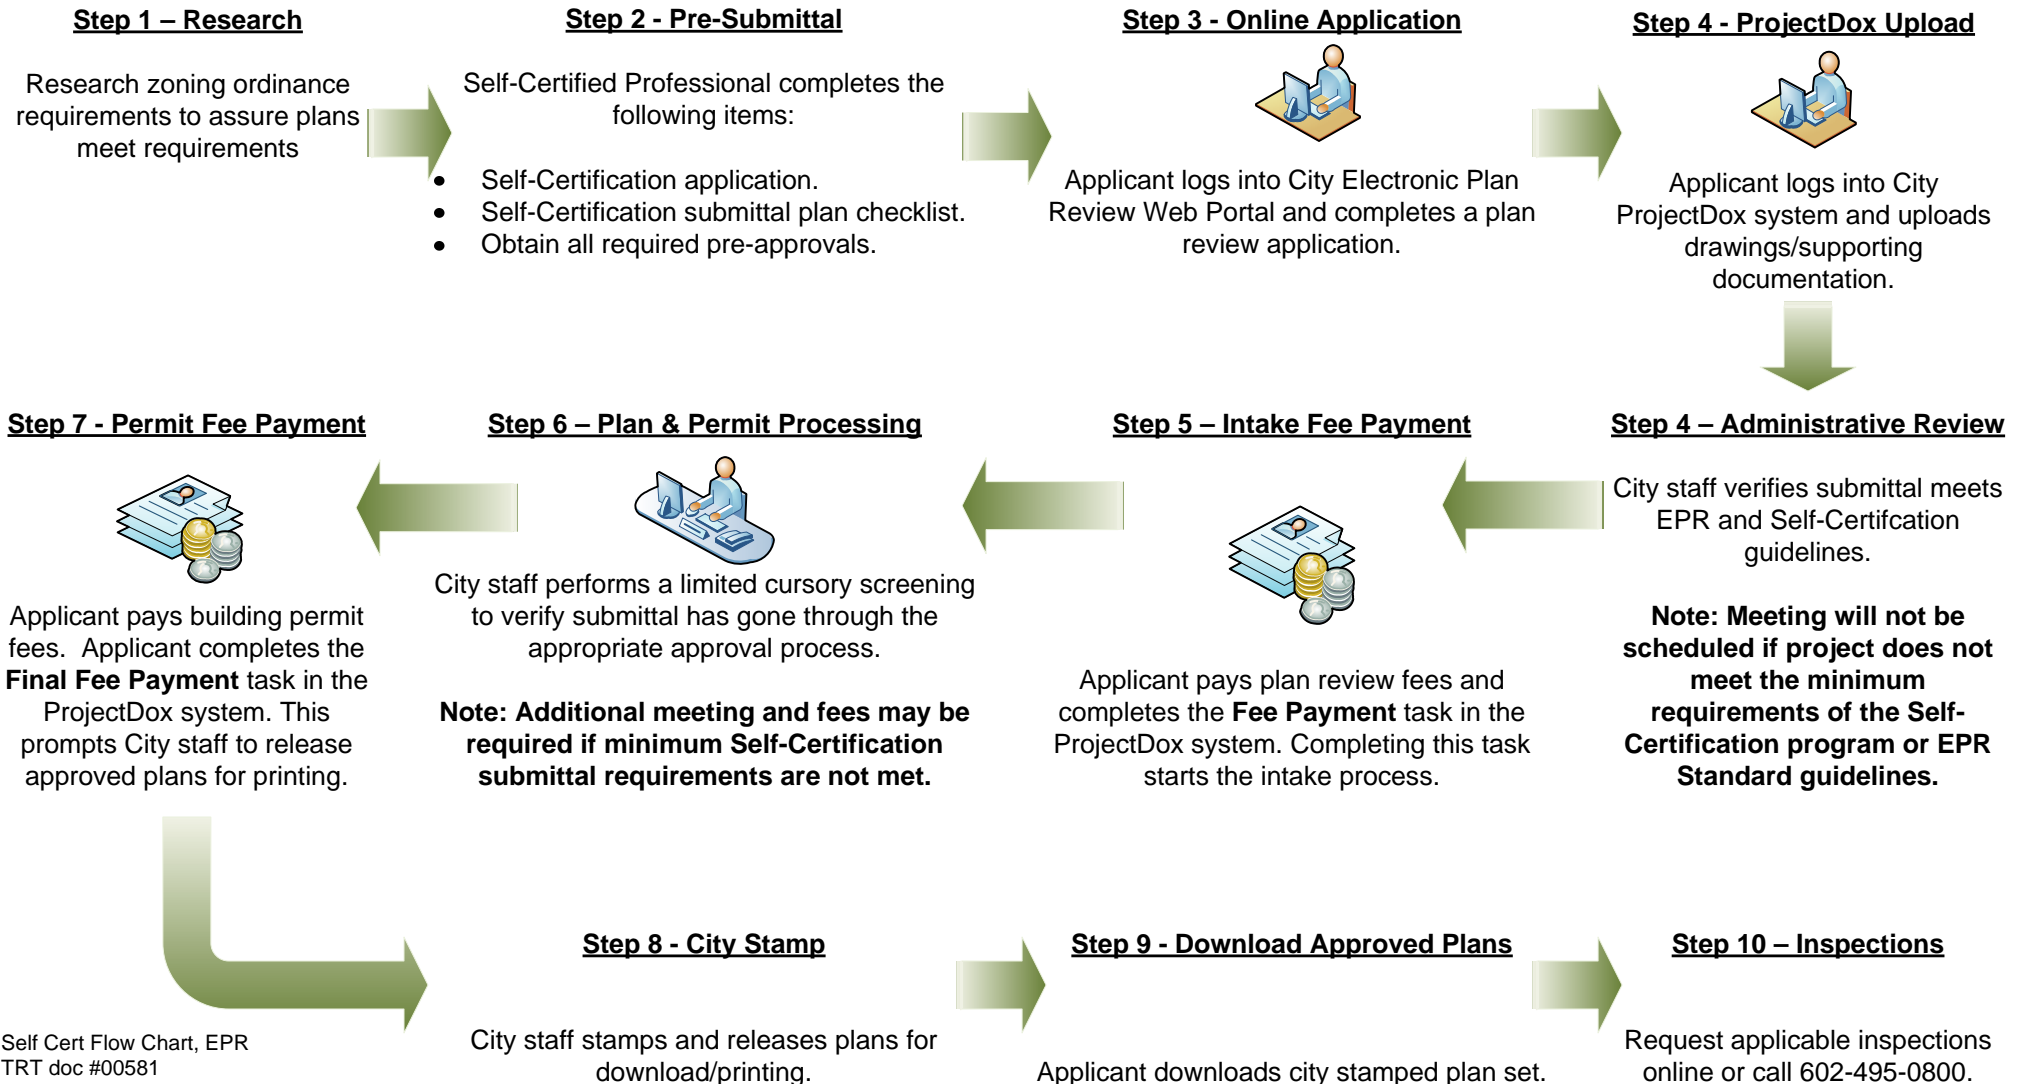 Step 1 – Research
Research zoning ordinance
requirements to assure plans
meet requirements
Step 2 - Pre-Submittal
Self-Certified Professional completes the
following items:
• Self-Certification application.
• Self-Certification submittal plan checklist.
• Obtain all required pre-approvals.
Step 3 - Online Application
Applicant logs into City Electronic Plan
Review Web Portal and completes a plan
review application.
Step 4 - ProjectDox Upload
Applicant logs into City
ProjectDox system and uploads
drawings/supporting
documentation.
Step 4 – Administrative Review
City staff verifies submittal meets
EPR and Self-Certifcation
guidelines.
Note: Meeting will not be
scheduled if project does not
meet the minimum
requirements of the Self-
Certification program or EPR
Standard guidelines.
Step 5 – Intake Fee Payment
Applicant pays plan review fees and
completes the Fee Payment task in the
ProjectDox system. Completing this task
starts the intake process.
Step 6 – Plan & Permit Processing
City staff performs a limited cursory screening
to verify submittal has gone through the
appropriate approval process.
Note: Additional meeting and fees may be
required if minimum Self-Certification
submittal requirements are not met.
Step 7 - Permit Fee Payment
Applicant pays building permit
fees. Applicant completes the
Final Fee Payment task in the
ProjectDox system. This
prompts City staff to release
approved plans for printing.
Step 8 - City Stamp
City staff stamps and releases plans for
download/printing.
Step 9 - Download Approved Plans
Applicant downloads city stamped plan set.
Step 10 – Inspections
Request applicable inspections
online or call 602-495-0800.
Self Cert Flow Chart, EPR
TRT doc #00581